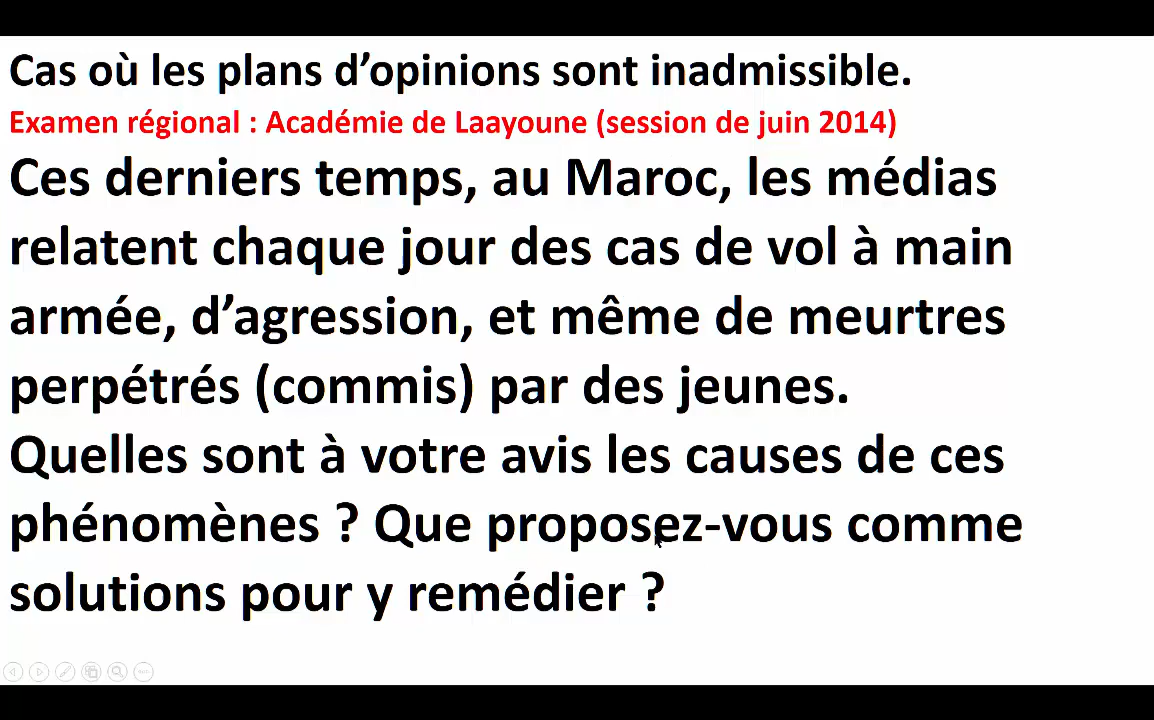 Cas où les plans d’opinions sont inadmissible.
Examen régional : Académie de Laayoune (session de juin 2014)
Ces derniers temps, au Maroc, les médias
relatent chaque jour des cas de vol à main
armée, d’agression, et même de meurtres
perpétrés (commis) par des jeunes.
Quelles sont à votre avis les causes de ces
phénomènes ? Que proposez-vous comme
solutions pour y remédier ?